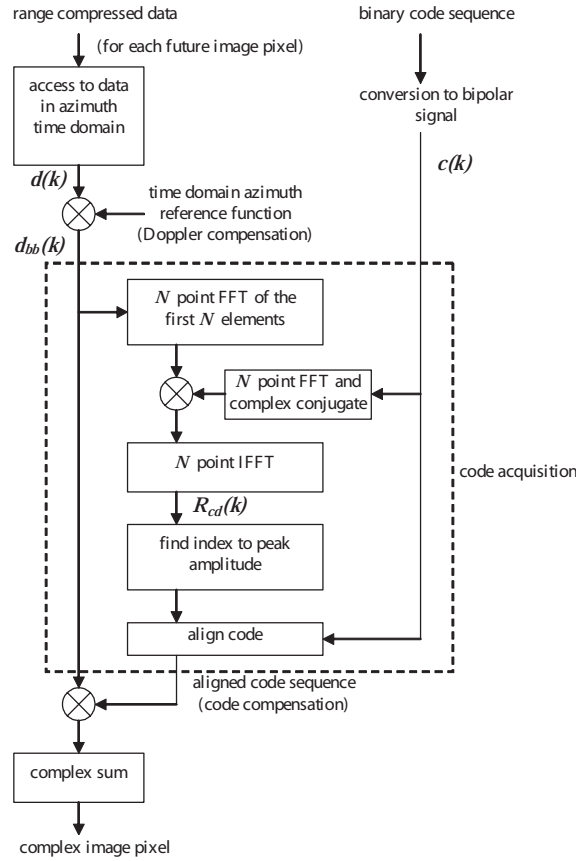 range compressed data
binary code sequence
(for each future image pixel)
access to data
in azimuth
time domain
conversion to bipolar
signal
d(k)
c(k)
time domain azimuth
reference function
(Doppler compensation)
d_bb(k)
N point FFT of the
first N elements
N point FFT and
complex conjugate
N point IFFT
code acquisition
R_cd(k)
find index to peak
amplitude
align code
aligned code sequence
(code compensation)
complex sum
complex image pixel